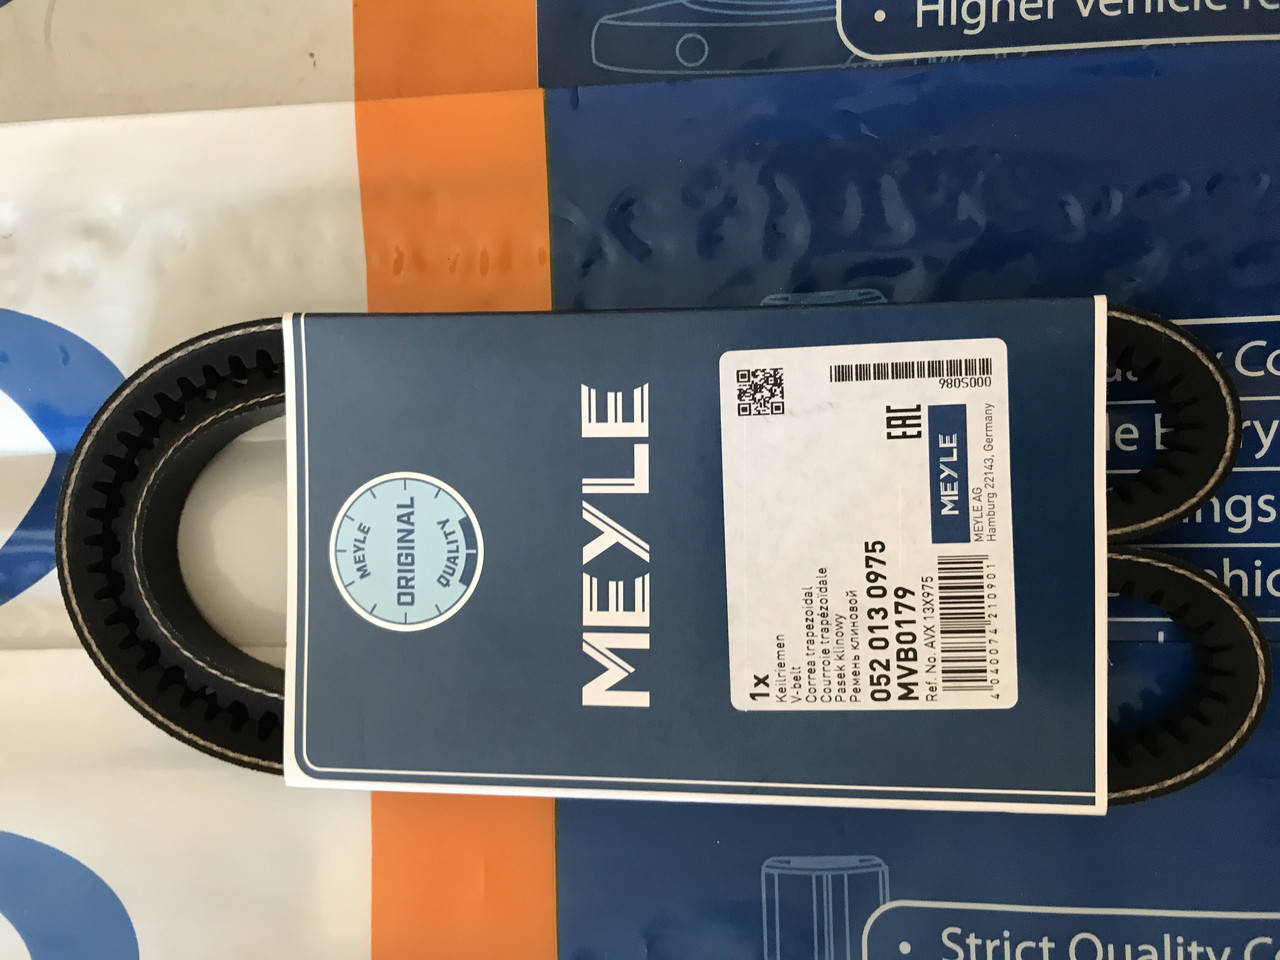 Higher vehicle
MEYLE
ORIGINAL
QUALITY
MEYLE
1x
Keilriemen
V-belt
Correa trapezoidal
Courroie trapézoïdale
Pasek klinowy
Ремень клиновой
052 013 0975
MVB0179
Ref. No. AVX 13X975
4 040074 210901
EAC
MEYLE
MEYLE AG
Hamburg 22143, Germany
980S000
Strict Quality